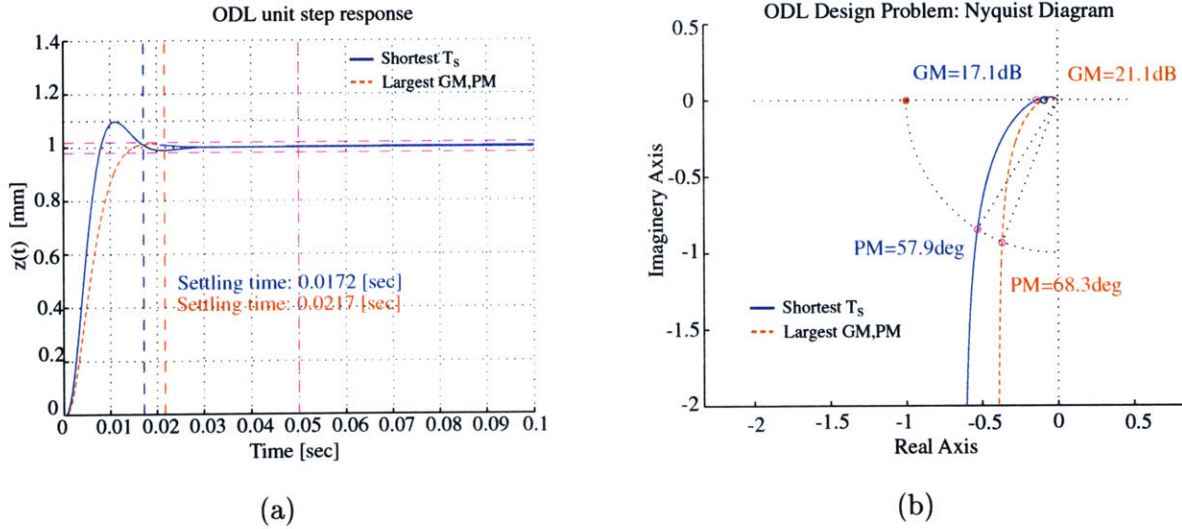 ODL unit step response
1.4
1.2
1
0.8
0.6
0.4
0.2
0
z(t) [mm]
Shortest Ts
Largest GM,PM
Settling time: 0.0172 [sec]
Settling time: 0.0217 [sec]
0 0.01 0.02 0.03 0.04 0.05 0.06 0.07 0.08 0.09 0.1
Time [sec]
(a)
ODL Design Problem: Nyquist Diagram
0.5
0
-0.5
-1
-1.5
-2
Imaginery Axis
GM=17.1dB GM=21.1dB
PM=57.9deg
PM=68.3deg
Shortest Ts
Largest GM,PM
-2 -1.5 -1 -0.5 0 0.5
Real Axis
(b)